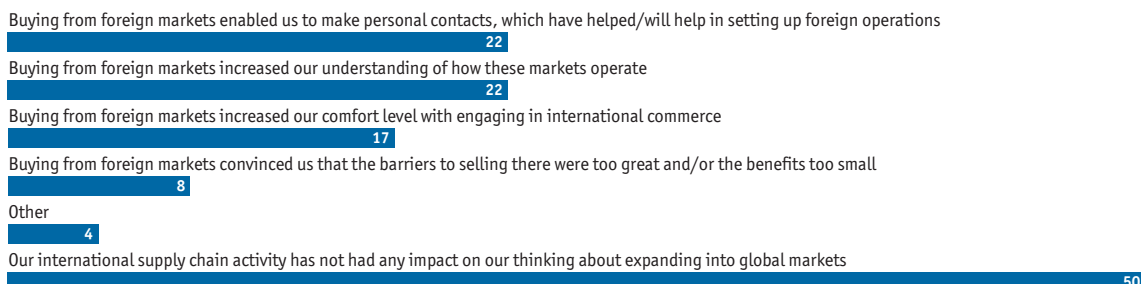 Buying from foreign markets enabled us to make personal contacts, which have helped/will help in setting up foreign operations
22
Buying from foreign markets increased our understanding of how these markets operate
22
Buying from foreign markets increased our comfort level with engaging in international commerce
17
Buying from foreign markets convinced us that the barriers to selling there were too great and/or the benefits too small
8
Other
4
Our international supply chain activity has not had any impact on our thinking about expanding into global markets
50